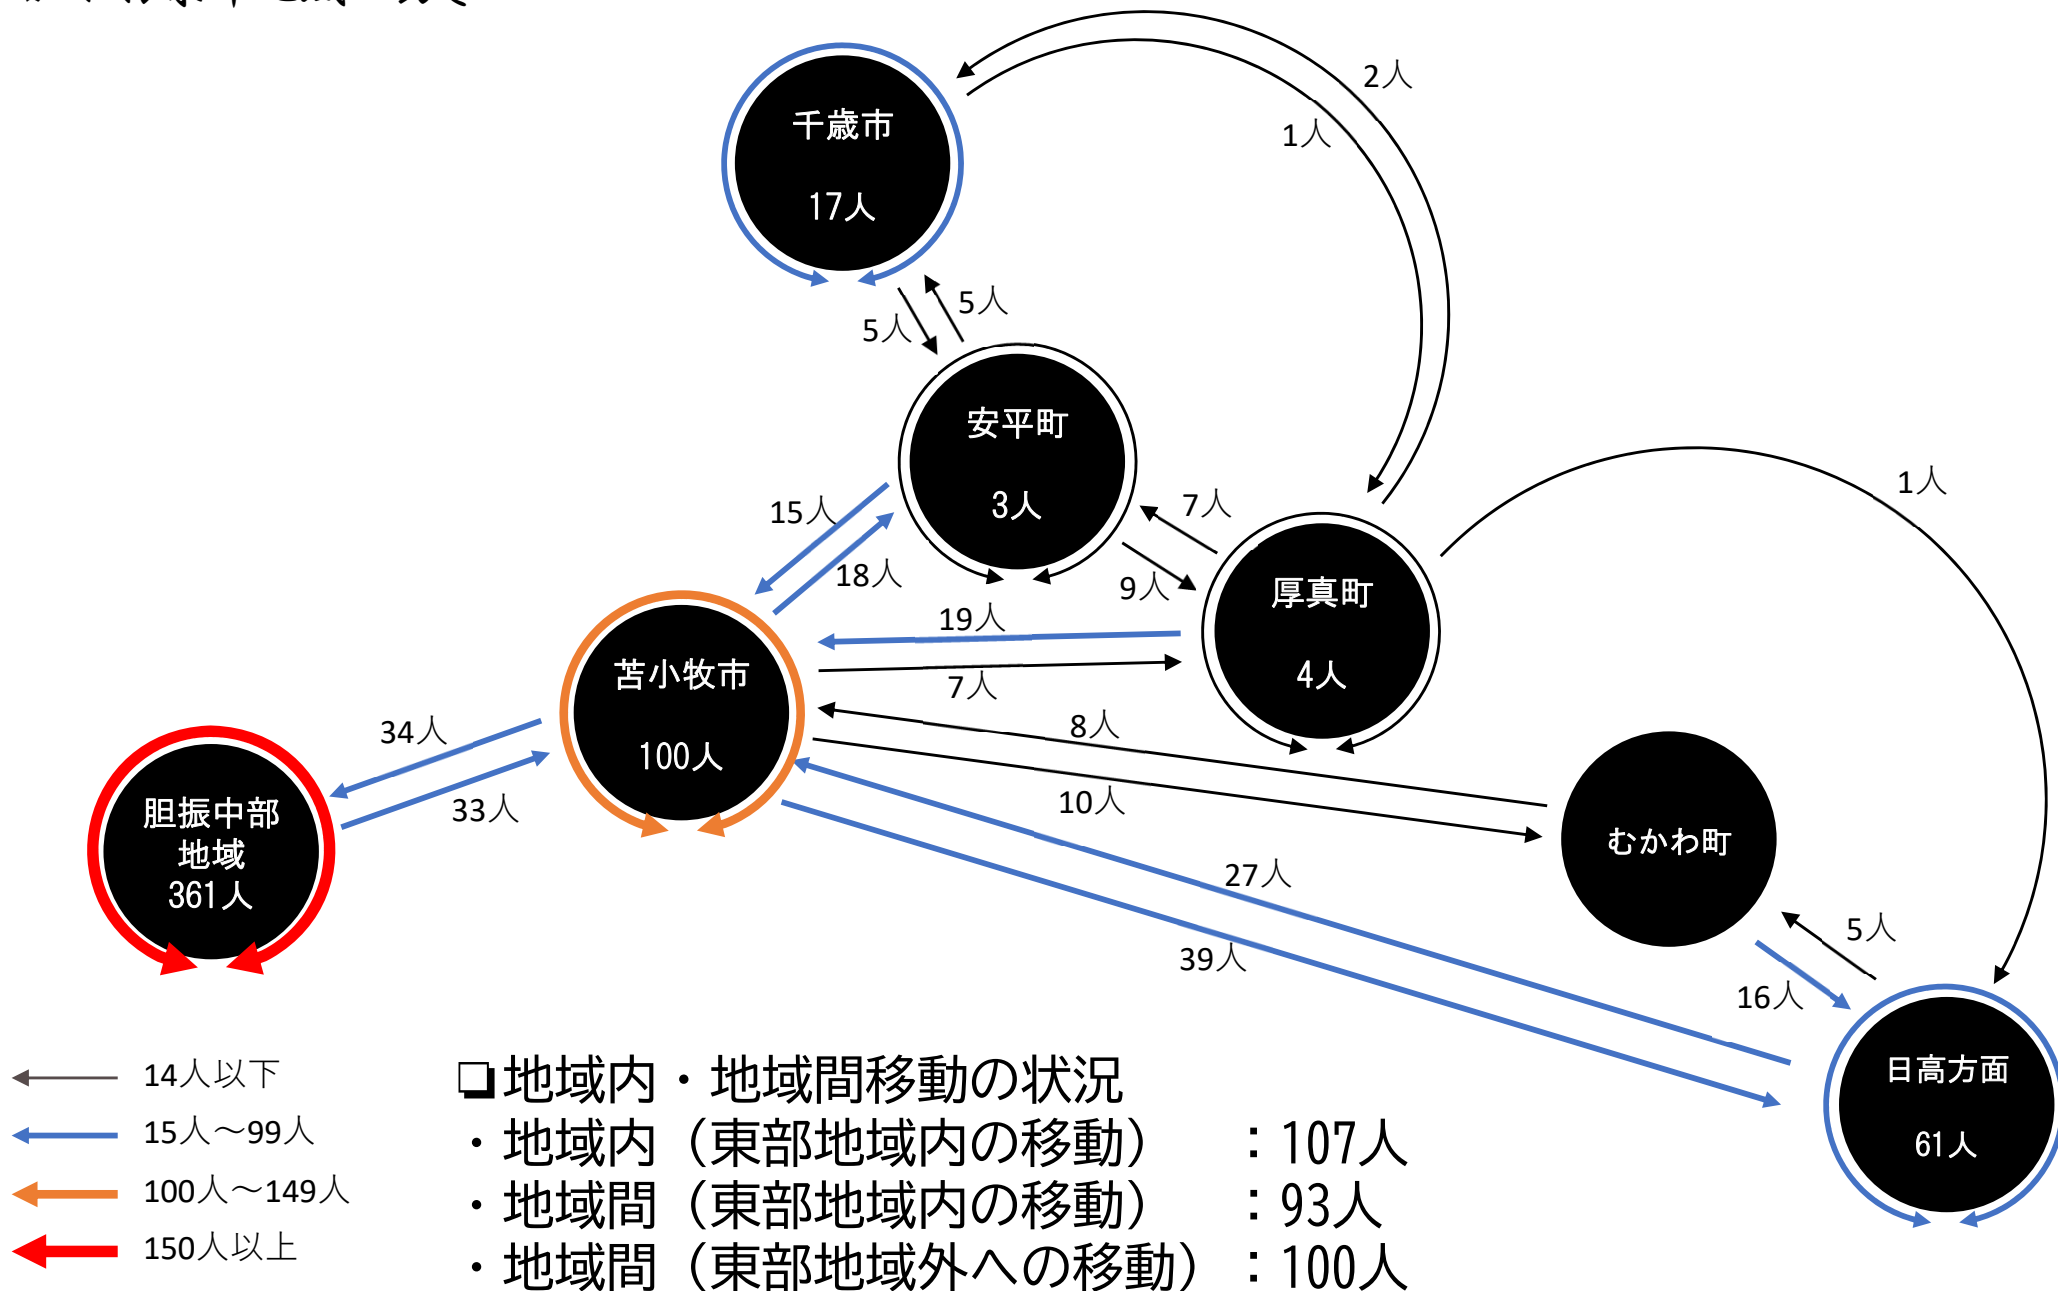 2人
1人
千歳市
17人
5人
5人
安平町
3人
1人
7人
15人
18人
9人
厚真町
4人
19人
7人
苫小牧市
100人
8人
10人
34人
33人
胆振中部
地域
361人
むかわ町
27人
39人
5人
16人
日高方面
61人
14人以下
15人～99人
100人～149人
150人以上
❏地域内・地域間移動の状況
・地域内（東部地域内の移動）　：107人
・地域間（東部地域内の移動）　：93人
・地域間（東部地域外への移動）：100人